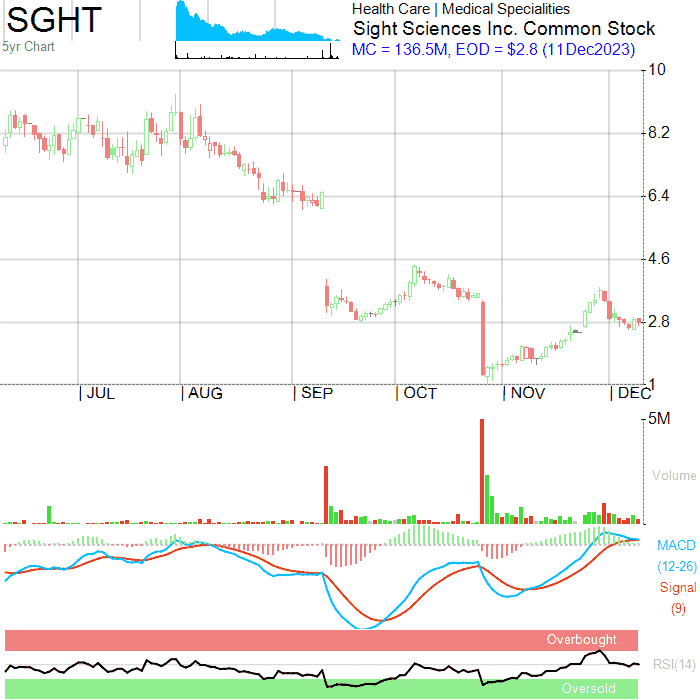 SGHT
5yr Chart
Health Care | Medical Specialities
Sight Sciences Inc. Common Stock
MC = 136.5M, EOD = $2.8 (11Dec2023)
10
8.2
6.4
4.6
2.8
1
JUL AUG SEP OCT NOV DEC
5M
Volume
MACD
(12-26)
Signal
(9)
Overbought
RSI(14)
Oversold